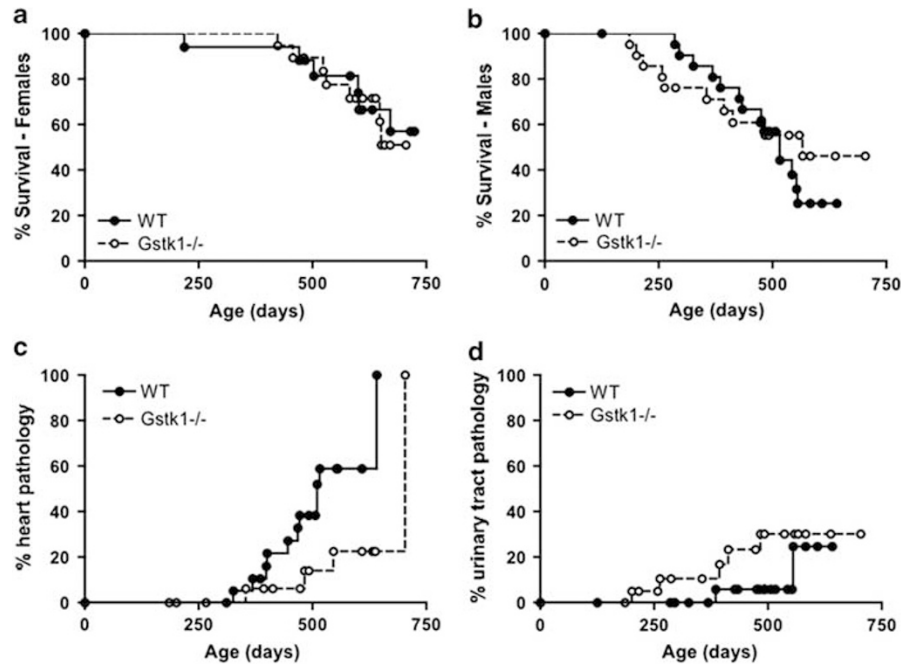 a
% Survival - Females
100
80
60
40
20
0
WT
Gstk1-/-
0 250 500 750
Age (days)
b
% Survival - Males
100
80
60
40
20
0
WT
Gstk1-/-
0 250 500 750
Age (days)
c
% heart pathology
100
80
60
40
20
0
WT
Gstk1-/-
0 250 500 750
Age (days)
d
% urinary tract pathology
100
80
60
40
20
0
WT
Gstk1-/-
0 250 500 750
Age (days)